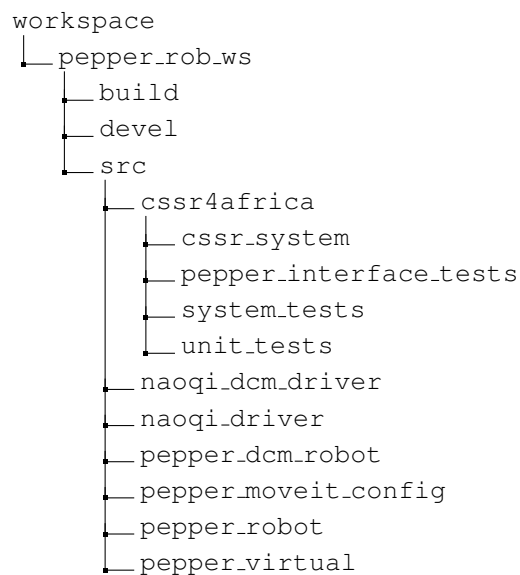 workspace
pepper_rob_ws
build
devel
src
cssr4africa
cssr_system
pepper_interface_tests
system_tests
unit_tests
naoqi_dcm_driver
naoqi_driver
pepper_dcm_robot
pepper_moveit_config
pepper_robot
pepper_virtual